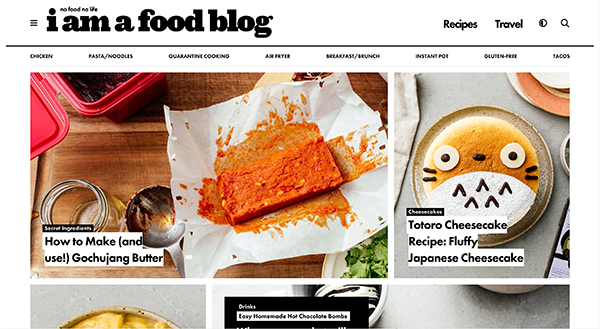 no food no life
i am a food blog
Recipes
Travel
CHICKEN
PASTA/NOODLES
QUARANTINE COOKING
AIR FRYER
BREAKFAST/BRUNCH
INSTANT POT
GLUTEN-FREE
TACOS
Secret Ingredients
How to Make (and
use!) Gochujang Butter
Cheesecakes
Totoro Cheesecake
Recipe: Fluffy
Japanese Cheesecake
Drinks
Easy Homemade Hot Chocolate Bombs